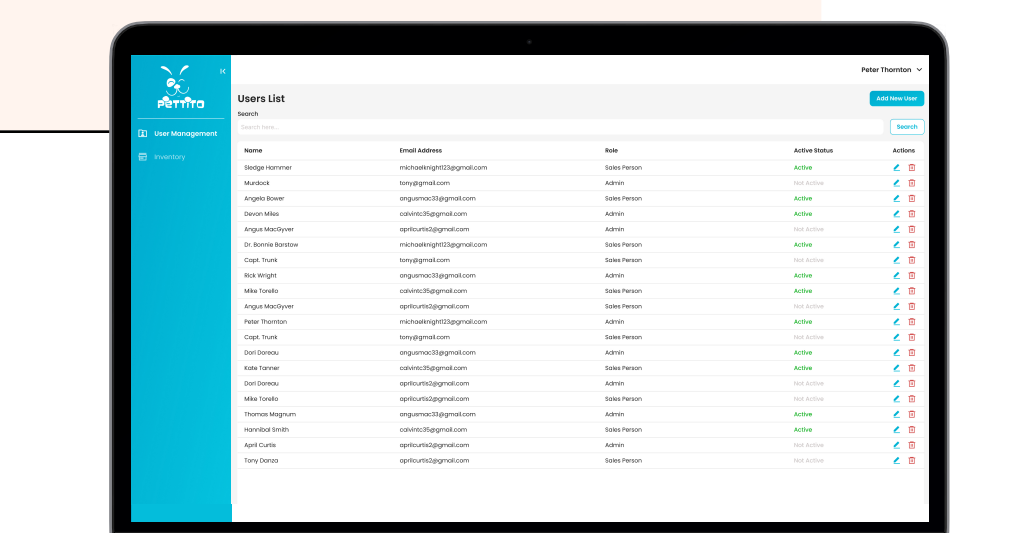 Peter Thornton
PETTITO
Users List
Add New User
Search
Search here...
Search
User Management
Inventory
Name Email Address Role Active Status Actions
Sledge Hammer michaelknight123@gmail.com Sales Person Active
Murdock tony@gmail.com Admin Not Active
Angela Bower angusmac33@gmail.com Sales Person Active
Devon Miles calvintc35@gmail.com Admin Active
Angus MacGyver aprilcurtis2@gmail.com Admin Not Active
Dr. Bonnie Barstow michaelknight123@gmail.com Sales Person Active
Capt. Trunk tony@gmail.com Sales Person Not Active
Rick Wright angusmac33@gmail.com Admin Active
Mike Torello calvintc35@gmail.com Sales Person Active
Angus MacGyver aprilcurtis2@gmail.com Sales Person Not Active
Peter Thornton michaelknight123@gmail.com Admin Active
Capt. Trunk tony@gmail.com Sales Person Not Active
Dori Doreau angusmac33@gmail.com Admin Active
Kate Tanner calvintc35@gmail.com Sales Person Active
Dori Doreau aprilcurtis2@gmail.com Admin Not Active
Mike Torello aprilcurtis2@gmail.com Sales Person Not Active
Thomas Magnum angusmac33@gmail.com Admin Active
Hannibal Smith calvintc35@gmail.com Sales Person Active
April Curtis aprilcurtis2@gmail.com Admin Not Active
Tony Danza aprilcurtis2@gmail.com Sales Person Not Active